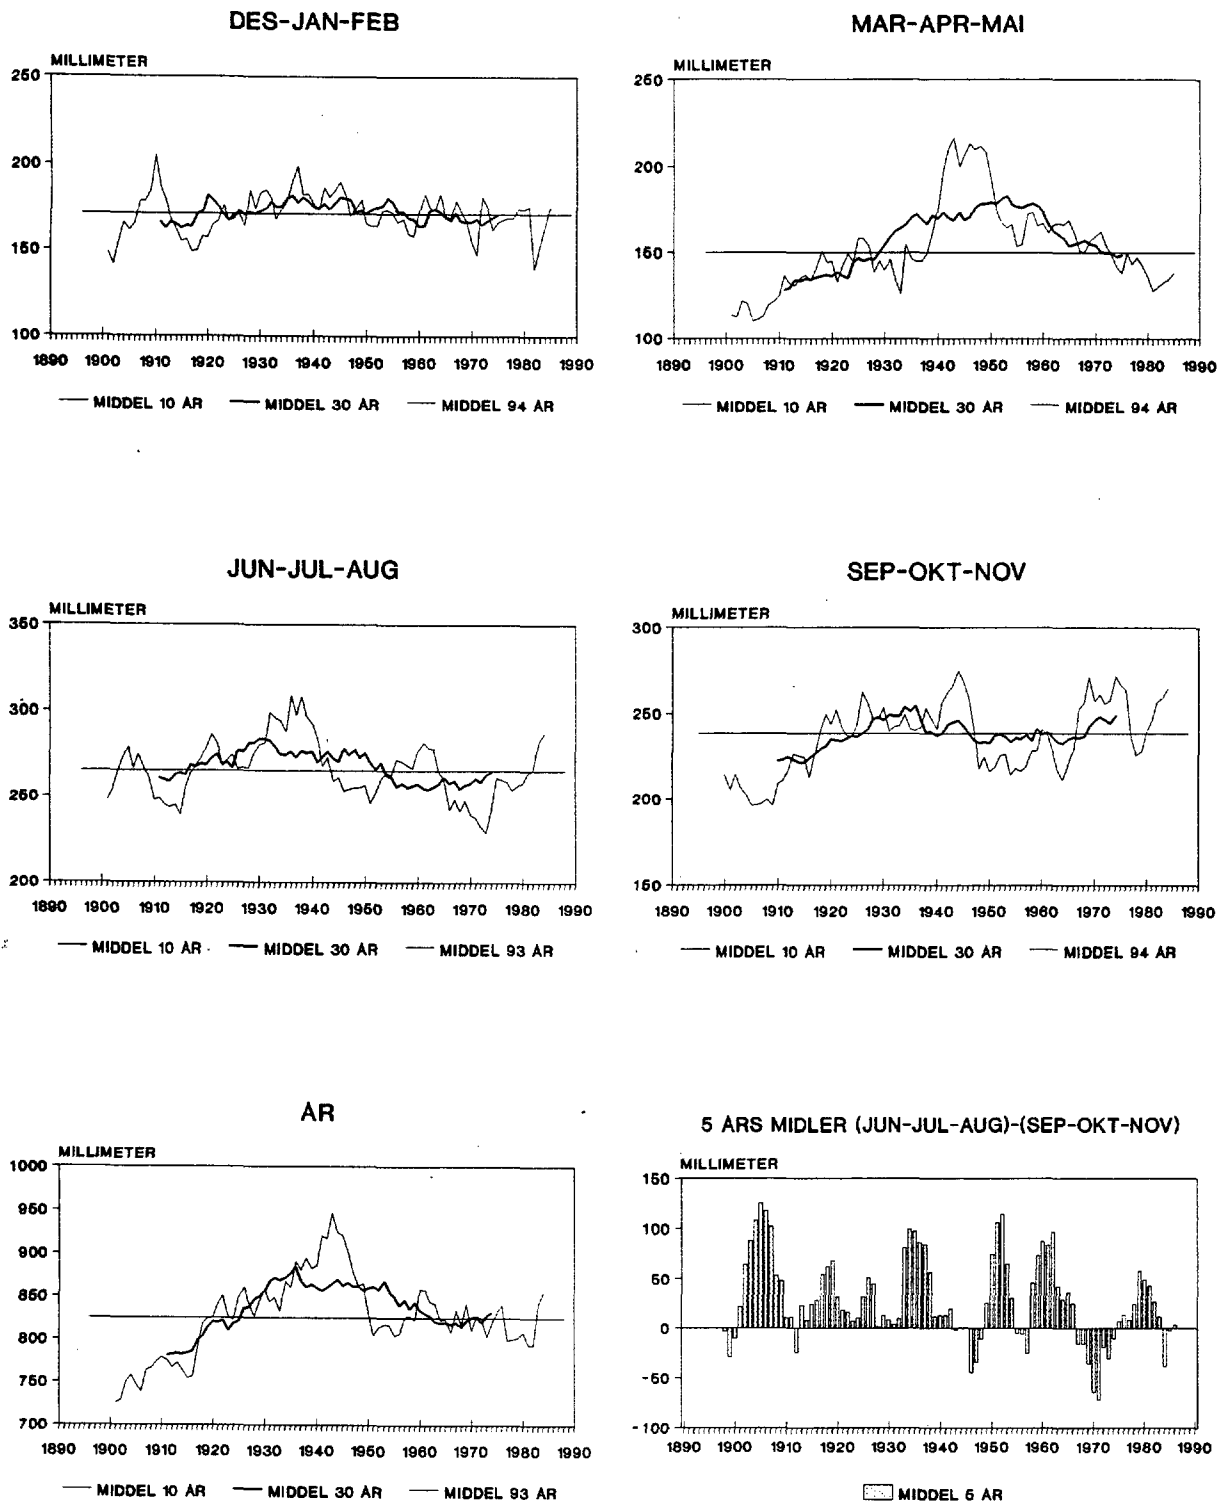 DES-JAN-FEB
MILLIMETER
250
200
150
100
1890 1900 1910 1920 1930 1940 1950 1960 1970 1980 1990
MIDDEL 10 ÅR MIDDEL 30 ÅR MIDDEL 94 ÅR
MAR-APR-MAI
MILLIMETER
250
200
150
100
1890 1900 1910 1920 1930 1940 1950 1960 1970 1980 1990
MIDDEL 10 ÅR MIDDEL 30 ÅR MIDDEL 94 ÅR
JUN-JUL-AUG
MILLIMETER
350
300
250
200
1890 1900 1910 1920 1930 1940 1950 1960 1970 1980 1990
MIDDEL 10 ÅR MIDDEL 30 ÅR MIDDEL 93 ÅR
SEP-OKT-NOV
MILLIMETER
300
250
200
150
1890 1900 1910 1920 1930 1940 1950 1960 1970 1980 1990
MIDDEL 10 ÅR MIDDEL 30 ÅR MIDDEL 94 ÅR
ÅR
MILLIMETER
1000
950
900
850
800
750
700
1890 1900 1910 1920 1930 1940 1950 1960 1970 1980 1990
MIDDEL 10 ÅR MIDDEL 30 ÅR MIDDEL 93 ÅR
5 ÅRS MIDLER (JUN-JUL-AUG)-(SEP-OKT-NOV)
MILLIMETER
150
100
50
0
-50
-100
1890 1900 1910 1920 1930 1940 1950 1960 1970 1980 1990
MIDDEL 5 ÅR